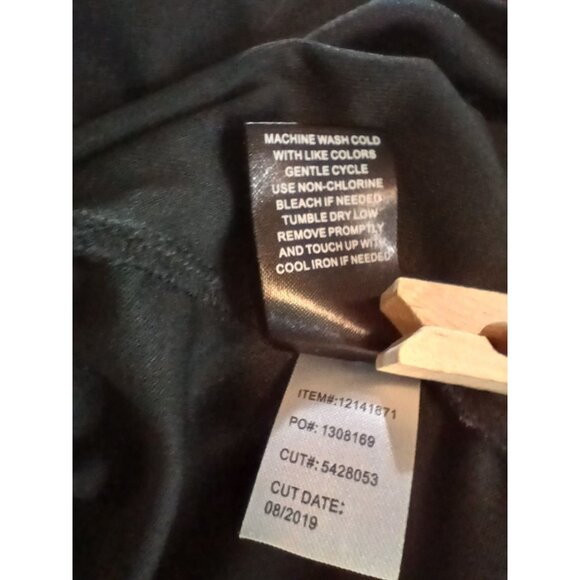 MACHINE WASH COLD
WITH LIKE COLORS
GENTLE CYCLE
USE NON-CHLORINE
BLEACH IF NEEDED
TUMBLE DRY LOW
REMOVE PROMPTLY
AND TOUCH UP WITH
COOL IRON IF NEEDED
ITEM#:12141871
PO#: 1308169
CUT#: 5428053
CUT DATE:
08/2019